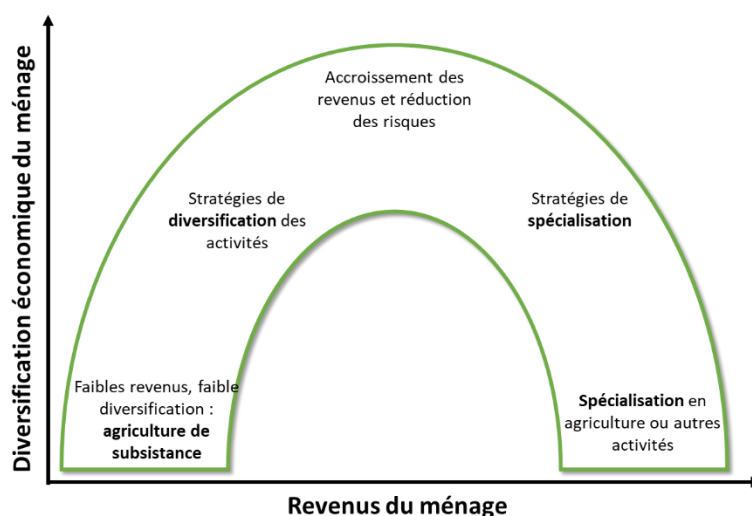 Diversification économique du ménage
Accroissement des
revenus et réduction
des risques
Stratégies de
diversification des
activités
Stratégies de
spécialisation
Faibles revenus, faible
diversification :
agriculture de
subsistance
Spécialisation en
agriculture ou autres
activités
Revenus du ménage